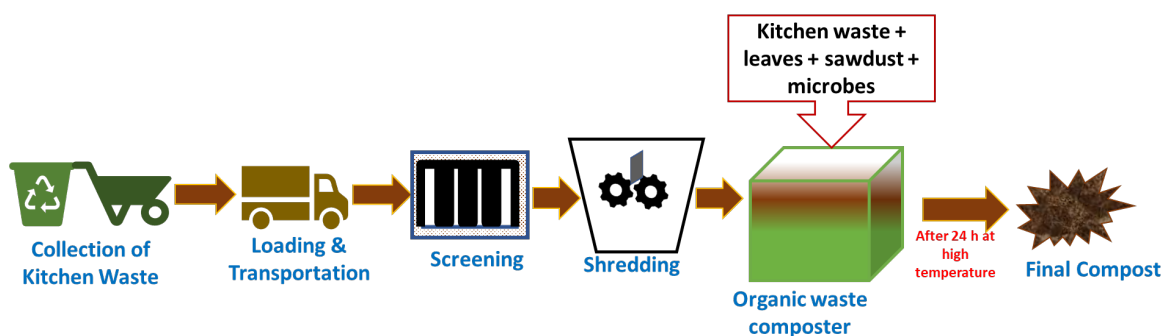 Kitchen waste +
leaves + sawdust +
microbes
Collection of
Kitchen Waste
Loading &
Transportation
Screening
Shredding
Organic waste
composter
After 24 h at
high
temperature
Final Compost